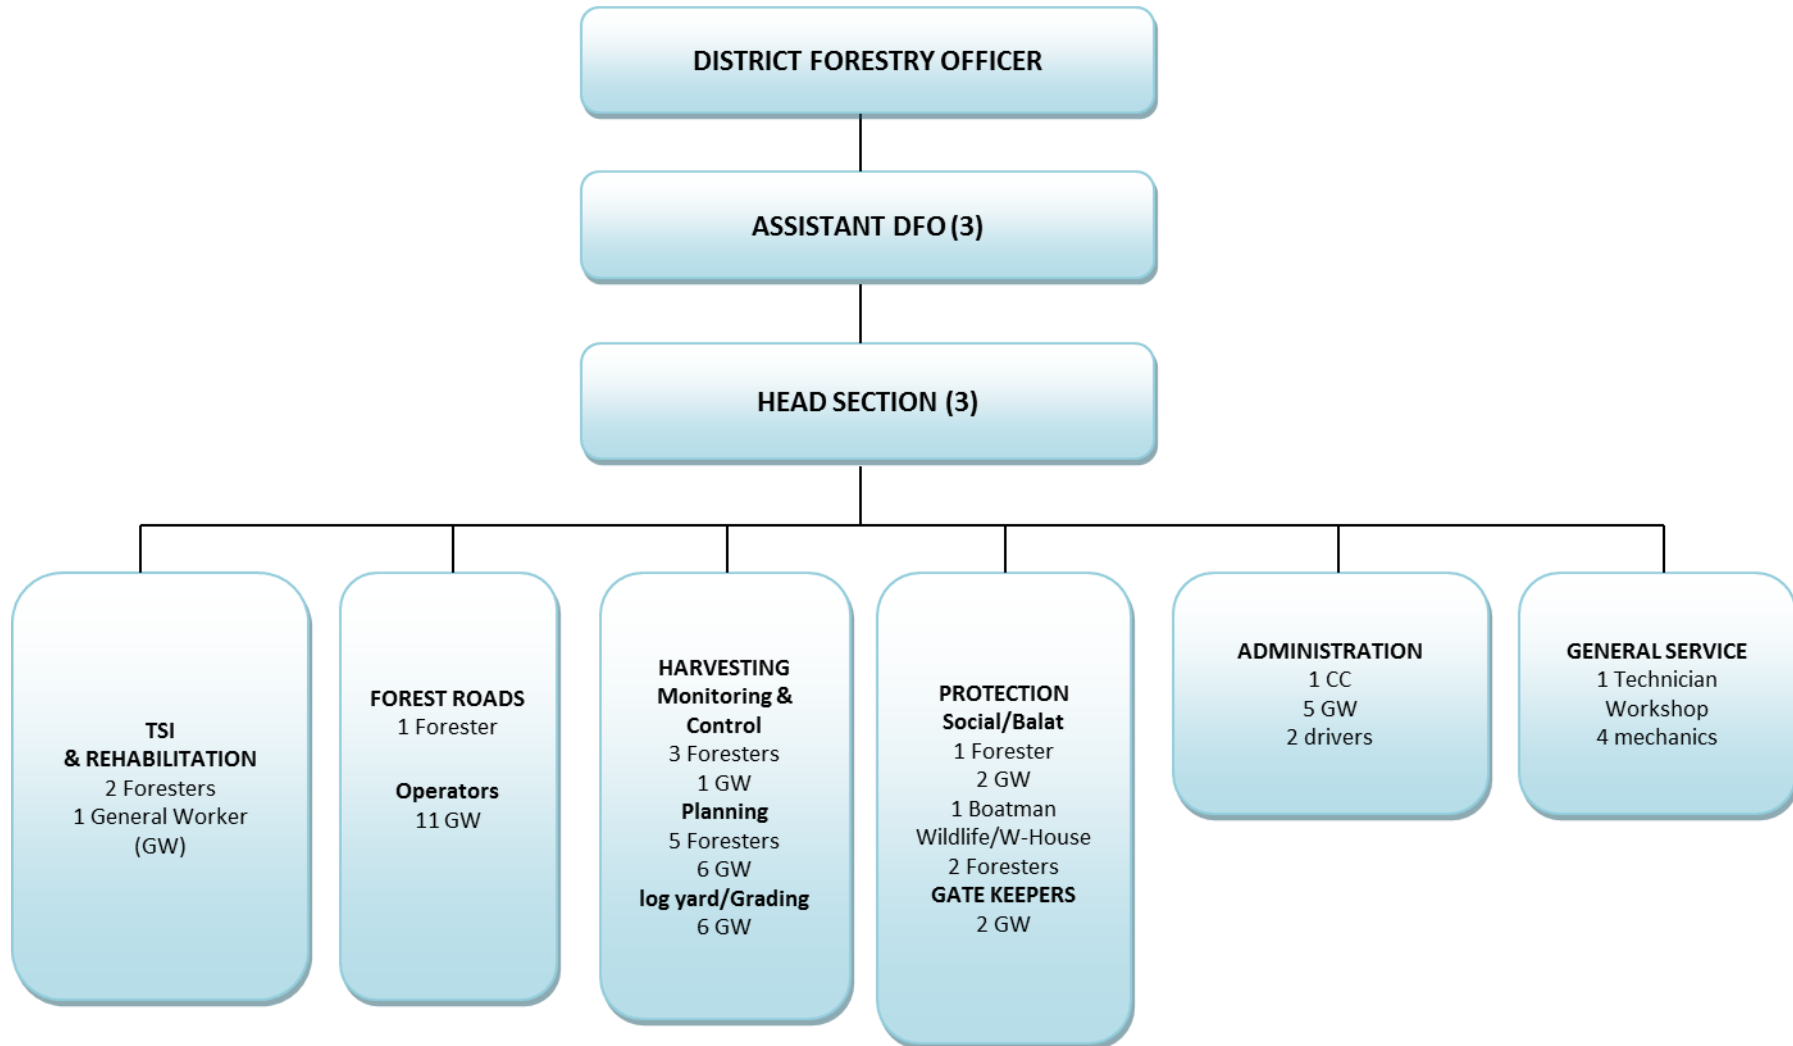 DISTRICT FORESTRY OFFICER
ASSISTANT DFO (3)
HEAD SECTION (3)
TSI
& REHABILITATION
2 Foresters
1 General Worker
(GW)
FOREST ROADS
1 Forester
Operators
11 GW
HARVESTING
Monitoring &
Control
3 Foresters
1 GW
Planning
5 Foresters
6 GW
log yard/Grading
6 GW
PROTECTION
Social/Balat
1 Forester
2 GW
1 Boatman
Wildlife/W-House
2 Foresters
GATE KEEPERS
2 GW
ADMINISTRATION
1 CC
5 GW
2 drivers
GENERAL SERVICE
1 Technician
Workshop
4 mechanics